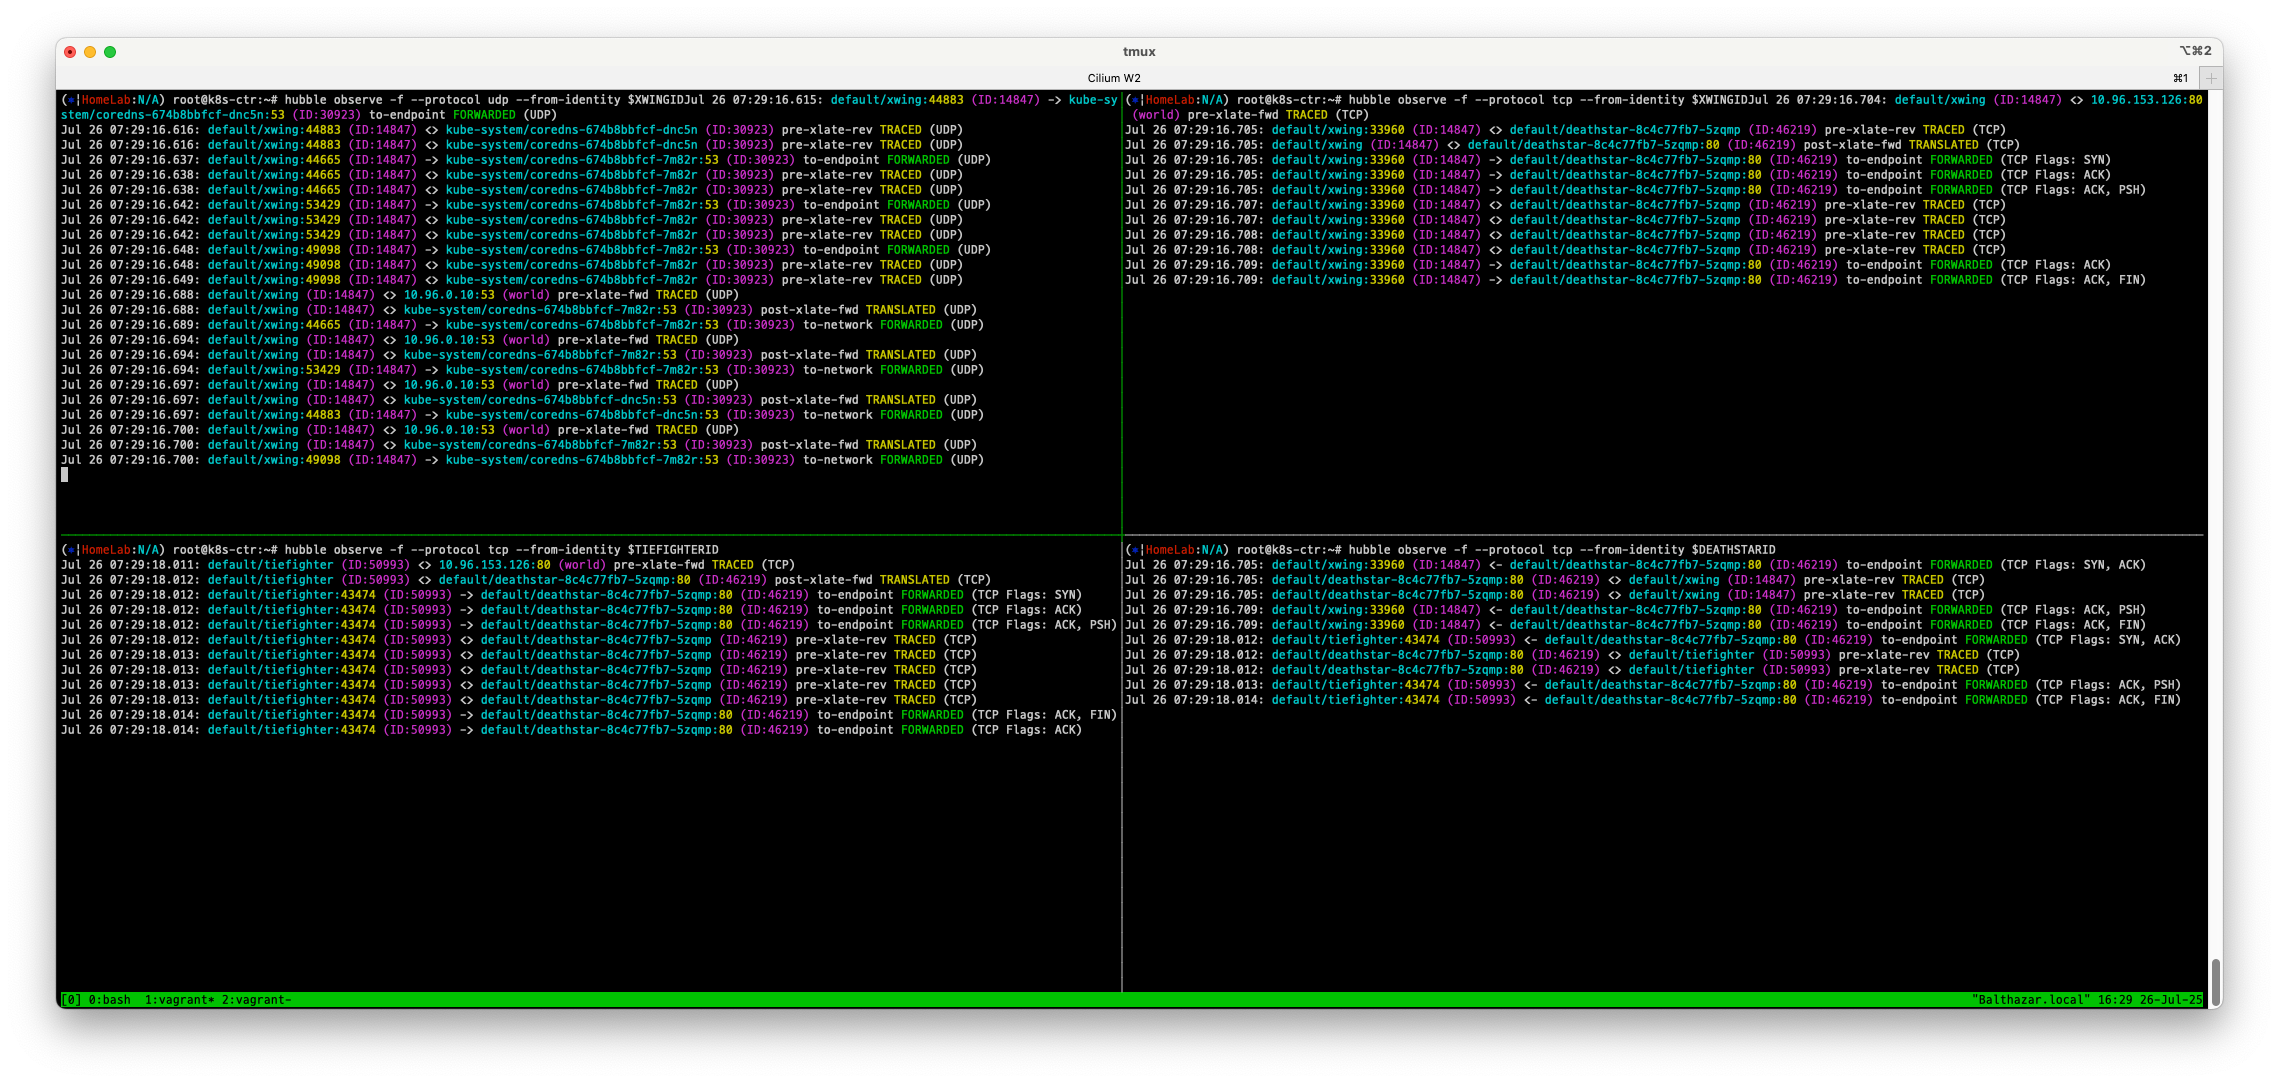 tmux
⌥⌘2
Cilium W2
⌘1
+
(*¦HomeLab:N/A) root@k8s-ctr:~# hubble observe -f --protocol udp --from-identity $XWINGIDJul 26 07:29:16.615: default/xwing:44883 (ID:14847) -> kube-sy
stem/coredns-674b8bbfcf-dnc5n:53 (ID:30923) to-endpoint FORWARDED (UDP)
Jul 26 07:29:16.616: default/xwing:44883 (ID:14847) <> kube-system/coredns-674b8bbfcf-dnc5n (ID:30923) pre-xlate-rev TRACED (UDP)
Jul 26 07:29:16.616: default/xwing:44883 (ID:14847) <> kube-system/coredns-674b8bbfcf-dnc5n (ID:30923) pre-xlate-rev TRACED (UDP)
Jul 26 07:29:16.637: default/xwing:44665 (ID:14847) -> kube-system/coredns-674b8bbfcf-7m82r:53 (ID:30923) to-endpoint FORWARDED (UDP)
Jul 26 07:29:16.638: default/xwing:44665 (ID:14847) <> kube-system/coredns-674b8bbfcf-7m82r (ID:30923) pre-xlate-rev TRACED (UDP)
Jul 26 07:29:16.638: default/xwing:44665 (ID:14847) <> kube-system/coredns-674b8bbfcf-7m82r (ID:30923) pre-xlate-rev TRACED (UDP)
Jul 26 07:29:16.642: default/xwing:53429 (ID:14847) -> kube-system/coredns-674b8bbfcf-7m82r:53 (ID:30923) to-endpoint FORWARDED (UDP)
Jul 26 07:29:16.642: default/xwing:53429 (ID:14847) <> kube-system/coredns-674b8bbfcf-7m82r (ID:30923) pre-xlate-rev TRACED (UDP)
Jul 26 07:29:16.642: default/xwing:53429 (ID:14847) <> kube-system/coredns-674b8bbfcf-7m82r (ID:30923) pre-xlate-rev TRACED (UDP)
Jul 26 07:29:16.648: default/xwing:49098 (ID:14847) -> kube-system/coredns-674b8bbfcf-7m82r:53 (ID:30923) to-endpoint FORWARDED (UDP)
Jul 26 07:29:16.648: default/xwing:49098 (ID:14847) <> kube-system/coredns-674b8bbfcf-7m82r (ID:30923) pre-xlate-rev TRACED (UDP)
Jul 26 07:29:16.649: default/xwing:49098 (ID:14847) <> kube-system/coredns-674b8bbfcf-7m82r (ID:30923) pre-xlate-rev TRACED (UDP)
Jul 26 07:29:16.688: default/xwing (ID:14847) <> 10.96.0.10:53 (world) pre-xlate-fwd TRACED (UDP)
Jul 26 07:29:16.688: default/xwing (ID:14847) <> kube-system/coredns-674b8bbfcf-7m82r:53 (ID:30923) post-xlate-fwd TRANSLATED (UDP)
Jul 26 07:29:16.689: default/xwing:44665 (ID:14847) -> kube-system/coredns-674b8bbfcf-7m82r:53 (ID:30923) to-network FORWARDED (UDP)
Jul 26 07:29:16.694: default/xwing (ID:14847) <> 10.96.0.10:53 (world) pre-xlate-fwd TRACED (UDP)
Jul 26 07:29:16.694: default/xwing (ID:14847) <> kube-system/coredns-674b8bbfcf-7m82r:53 (ID:30923) post-xlate-fwd TRANSLATED (UDP)
Jul 26 07:29:16.694: default/xwing:53429 (ID:14847) -> kube-system/coredns-674b8bbfcf-7m82r:53 (ID:30923) to-network FORWARDED (UDP)
Jul 26 07:29:16.697: default/xwing (ID:14847) <> 10.96.0.10:53 (world) pre-xlate-fwd TRACED (UDP)
Jul 26 07:29:16.697: default/xwing (ID:14847) <> kube-system/coredns-674b8bbfcf-dnc5n:53 (ID:30923) post-xlate-fwd TRANSLATED (UDP)
Jul 26 07:29:16.697: default/xwing:44883 (ID:14847) -> kube-system/coredns-674b8bbfcf-dnc5n:53 (ID:30923) to-network FORWARDED (UDP)
Jul 26 07:29:16.700: default/xwing (ID:14847) <> 10.96.0.10:53 (world) pre-xlate-fwd TRACED (UDP)
Jul 26 07:29:16.700: default/xwing (ID:14847) <> kube-system/coredns-674b8bbfcf-7m82r:53 (ID:30923) post-xlate-fwd TRANSLATED (UDP)
Jul 26 07:29:16.700: default/xwing:49098 (ID:14847) -> kube-system/coredns-674b8bbfcf-7m82r:53 (ID:30923) to-network FORWARDED (UDP)
(*¦HomeLab:N/A) root@k8s-ctr:~# hubble observe -f --protocol tcp --from-identity $XWINGIDJul 26 07:29:16.704: default/xwing (ID:14847) <> 10.96.153.126:80
(world) pre-xlate-fwd TRACED (TCP)
Jul 26 07:29:16.705: default/xwing:33960 (ID:14847) <> default/deathstar-8c4c77fb7-5zqmp (ID:46219) pre-xlate-rev TRACED (TCP)
Jul 26 07:29:16.705: default/xwing (ID:14847) <> default/deathstar-8c4c77fb7-5zqmp:80 (ID:46219) post-xlate-fwd TRANSLATED (TCP)
Jul 26 07:29:16.705: default/xwing:33960 (ID:14847) -> default/deathstar-8c4c77fb7-5zqmp:80 (ID:46219) to-endpoint FORWARDED (TCP Flags: SYN)
Jul 26 07:29:16.705: default/xwing:33960 (ID:14847) -> default/deathstar-8c4c77fb7-5zqmp:80 (ID:46219) to-endpoint FORWARDED (TCP Flags: ACK)
Jul 26 07:29:16.705: default/xwing:33960 (ID:14847) -> default/deathstar-8c4c77fb7-5zqmp:80 (ID:46219) to-endpoint FORWARDED (TCP Flags: ACK, PSH)
Jul 26 07:29:16.707: default/xwing:33960 (ID:14847) <> default/deathstar-8c4c77fb7-5zqmp (ID:46219) pre-xlate-rev TRACED (TCP)
Jul 26 07:29:16.707: default/xwing:33960 (ID:14847) <> default/deathstar-8c4c77fb7-5zqmp (ID:46219) pre-xlate-rev TRACED (TCP)
Jul 26 07:29:16.708: default/xwing:33960 (ID:14847) <> default/deathstar-8c4c77fb7-5zqmp (ID:46219) pre-xlate-rev TRACED (TCP)
Jul 26 07:29:16.708: default/xwing:33960 (ID:14847) <> default/deathstar-8c4c77fb7-5zqmp (ID:46219) pre-xlate-rev TRACED (TCP)
Jul 26 07:29:16.709: default/xwing:33960 (ID:14847) -> default/deathstar-8c4c77fb7-5zqmp:80 (ID:46219) to-endpoint FORWARDED (TCP Flags: ACK)
Jul 26 07:29:16.709: default/xwing:33960 (ID:14847) -> default/deathstar-8c4c77fb7-5zqmp:80 (ID:46219) to-endpoint FORWARDED (TCP Flags: ACK, FIN)
(*¦HomeLab:N/A) root@k8s-ctr:~# hubble observe -f --protocol tcp --from-identity $TIEFIGHTERID
Jul 26 07:29:18.011: default/tiefighter (ID:50993) <> 10.96.153.126:80 (world) pre-xlate-fwd TRACED (TCP)
Jul 26 07:29:18.012: default/tiefighter (ID:50993) <> default/deathstar-8c4c77fb7-5zqmp:80 (ID:46219) post-xlate-fwd TRANSLATED (TCP)
Jul 26 07:29:18.012: default/tiefighter:43474 (ID:50993) -> default/deathstar-8c4c77fb7-5zqmp:80 (ID:46219) to-endpoint FORWARDED (TCP Flags: SYN)
Jul 26 07:29:18.012: default/tiefighter:43474 (ID:50993) -> default/deathstar-8c4c77fb7-5zqmp:80 (ID:46219) to-endpoint FORWARDED (TCP Flags: ACK)
Jul 26 07:29:18.012: default/tiefighter:43474 (ID:50993) -> default/deathstar-8c4c77fb7-5zqmp:80 (ID:46219) to-endpoint FORWARDED (TCP Flags: ACK, PSH)
Jul 26 07:29:18.012: default/tiefighter:43474 (ID:50993) <> default/deathstar-8c4c77fb7-5zqmp (ID:46219) pre-xlate-rev TRACED (TCP)
Jul 26 07:29:18.013: default/tiefighter:43474 (ID:50993) <> default/deathstar-8c4c77fb7-5zqmp (ID:46219) pre-xlate-rev TRACED (TCP)
Jul 26 07:29:18.013: default/tiefighter:43474 (ID:50993) <> default/deathstar-8c4c77fb7-5zqmp (ID:46219) pre-xlate-rev TRACED (TCP)
Jul 26 07:29:18.013: default/tiefighter:43474 (ID:50993) <> default/deathstar-8c4c77fb7-5zqmp (ID:46219) pre-xlate-rev TRACED (TCP)
Jul 26 07:29:18.013: default/tiefighter:43474 (ID:50993) <> default/deathstar-8c4c77fb7-5zqmp (ID:46219) pre-xlate-rev TRACED (TCP)
Jul 26 07:29:18.014: default/tiefighter:43474 (ID:50993) -> default/deathstar-8c4c77fb7-5zqmp:80 (ID:46219) to-endpoint FORWARDED (TCP Flags: ACK, FIN)
Jul 26 07:29:18.014: default/tiefighter:43474 (ID:50993) -> default/deathstar-8c4c77fb7-5zqmp:80 (ID:46219) to-endpoint FORWARDED (TCP Flags: ACK)
(*¦HomeLab:N/A) root@k8s-ctr:~# hubble observe -f --protocol tcp --from-identity $DEATHSTARID
Jul 26 07:29:16.705: default/xwing:33960 (ID:14847) <- default/deathstar-8c4c77fb7-5zqmp:80 (ID:46219) to-endpoint FORWARDED (TCP Flags: SYN, ACK)
Jul 26 07:29:16.705: default/deathstar-8c4c77fb7-5zqmp:80 (ID:46219) <> default/xwing (ID:14847) pre-xlate-rev TRACED (TCP)
Jul 26 07:29:16.705: default/deathstar-8c4c77fb7-5zqmp:80 (ID:46219) <> default/xwing (ID:14847) pre-xlate-rev TRACED (TCP)
Jul 26 07:29:16.709: default/xwing:33960 (ID:14847) <- default/deathstar-8c4c77fb7-5zqmp:80 (ID:46219) to-endpoint FORWARDED (TCP Flags: ACK, PSH)
Jul 26 07:29:16.709: default/xwing:33960 (ID:14847) <- default/deathstar-8c4c77fb7-5zqmp:80 (ID:46219) to-endpoint FORWARDED (TCP Flags: ACK, FIN)
Jul 26 07:29:18.012: default/tiefighter:43474 (ID:50993) <- default/deathstar-8c4c77fb7-5zqmp:80 (ID:46219) to-endpoint FORWARDED (TCP Flags: SYN, ACK)
Jul 26 07:29:18.012: default/deathstar-8c4c77fb7-5zqmp:80 (ID:46219) <> default/tiefighter (ID:50993) pre-xlate-rev TRACED (TCP)
Jul 26 07:29:18.012: default/deathstar-8c4c77fb7-5zqmp:80 (ID:46219) <> default/tiefighter (ID:50993) pre-xlate-rev TRACED (TCP)
Jul 26 07:29:18.013: default/tiefighter:43474 (ID:50993) <- default/deathstar-8c4c77fb7-5zqmp:80 (ID:46219) to-endpoint FORWARDED (TCP Flags: ACK, PSH)
Jul 26 07:29:18.014: default/tiefighter:43474 (ID:50993) <- default/deathstar-8c4c77fb7-5zqmp:80 (ID:46219) to-endpoint FORWARDED (TCP Flags: ACK, FIN)
[0] 0:bash  1:vagrant* 2:vagrant-
"Balthazar.local" 16:29 26-Jul-25